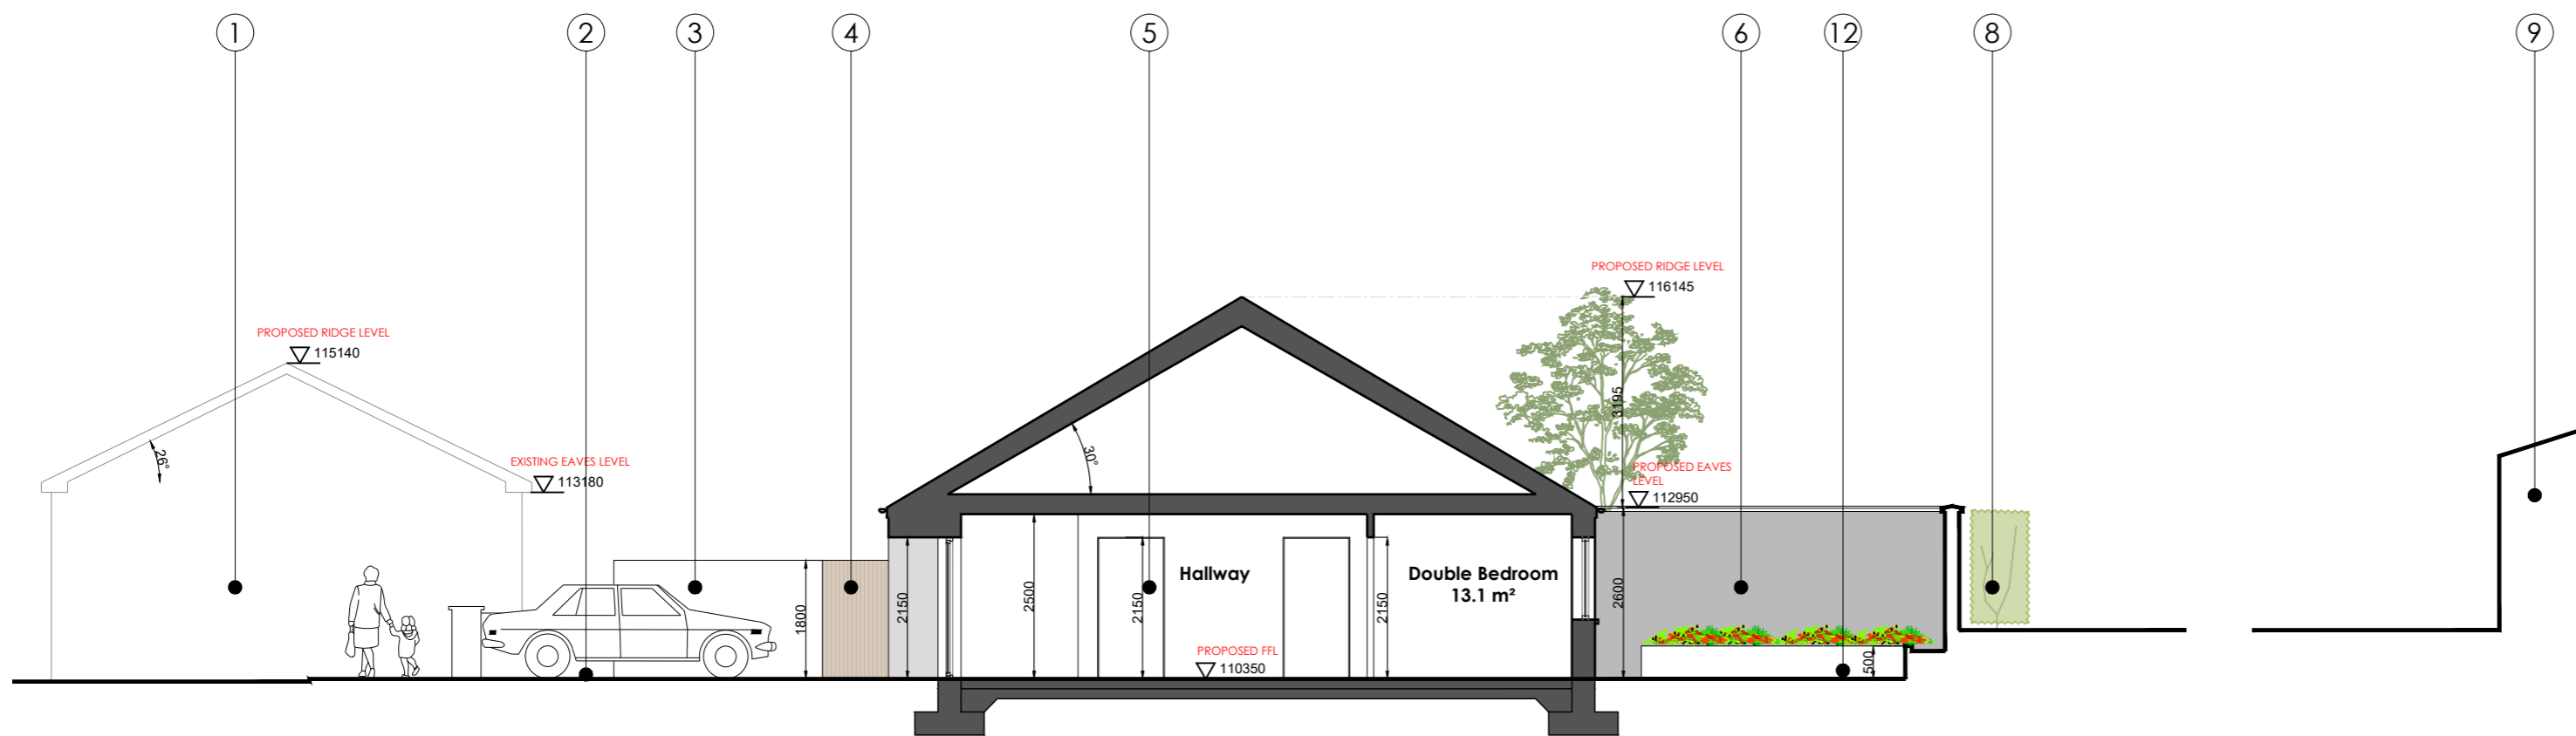 1
2
3
4
5
6
12
8
9
PROPOSED RIDGE LEVEL
116145
PROPOSED RIDGE LEVEL
115140
3195
26°
30°
EXISTING EAVES LEVEL
113180
PROPOSED EAVES
LEVEL
112950
1800
2150
2500
2150
Hallway
2150
Double Bedroom
13.1 m²
2600
PROPOSED FFL
110350
500